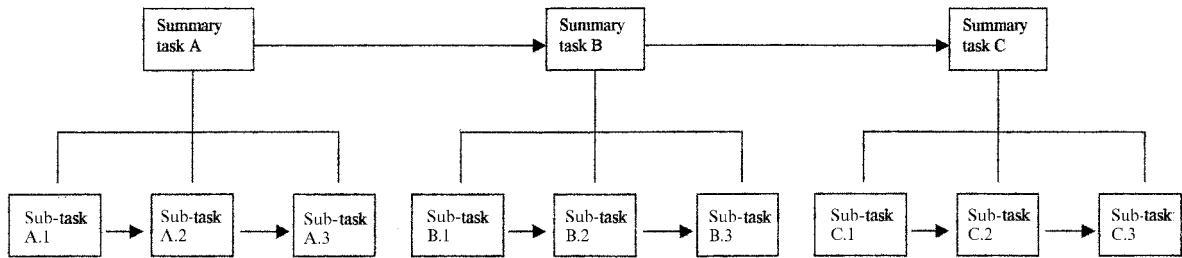 Summary
task A
Summary
task B
Summary
task C
Sub-task
A.1
Sub-task
A.2
Sub-task
A.3
Sub-task
B.1
Sub-task
B.2
Sub-task
B.3
Sub-task
C.1
Sub-task
C.2
Sub-task
C.3